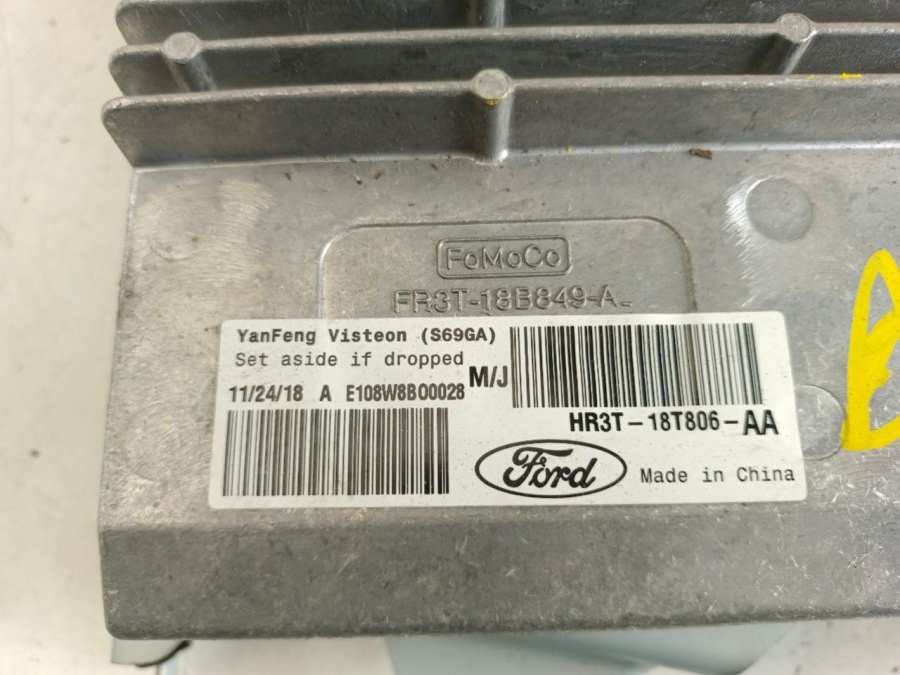 FoMoCo
FR3T-18B849-A
YanFeng Visteon (S69GA)
Set aside if dropped
11/24/18 A E108W8B00028 M/J
HR3T-18T806-AA
Ford
Made in China